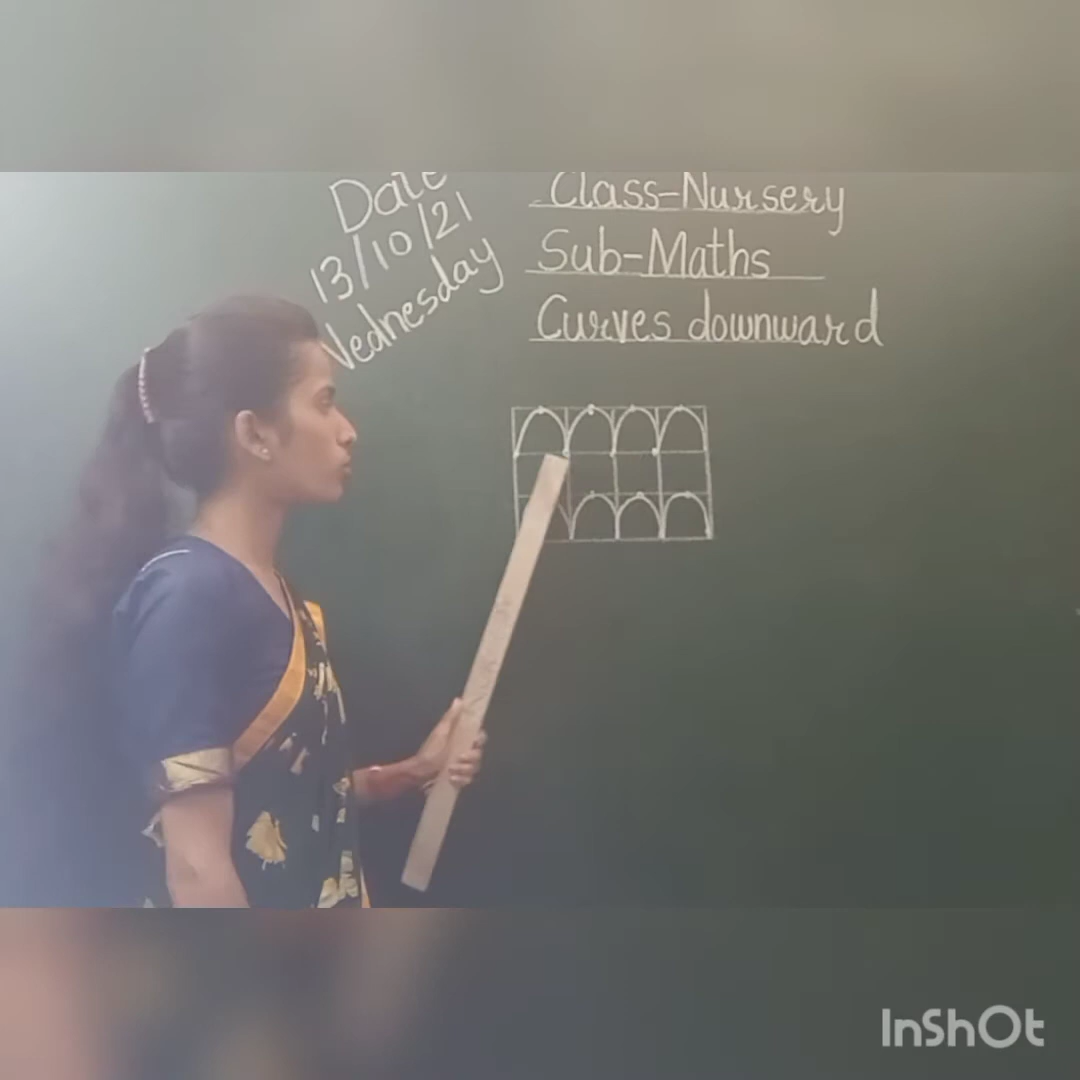 Date
13/10/21
Wednesday
Class-Nursery
Sub-Maths
Curves downward
InShOt